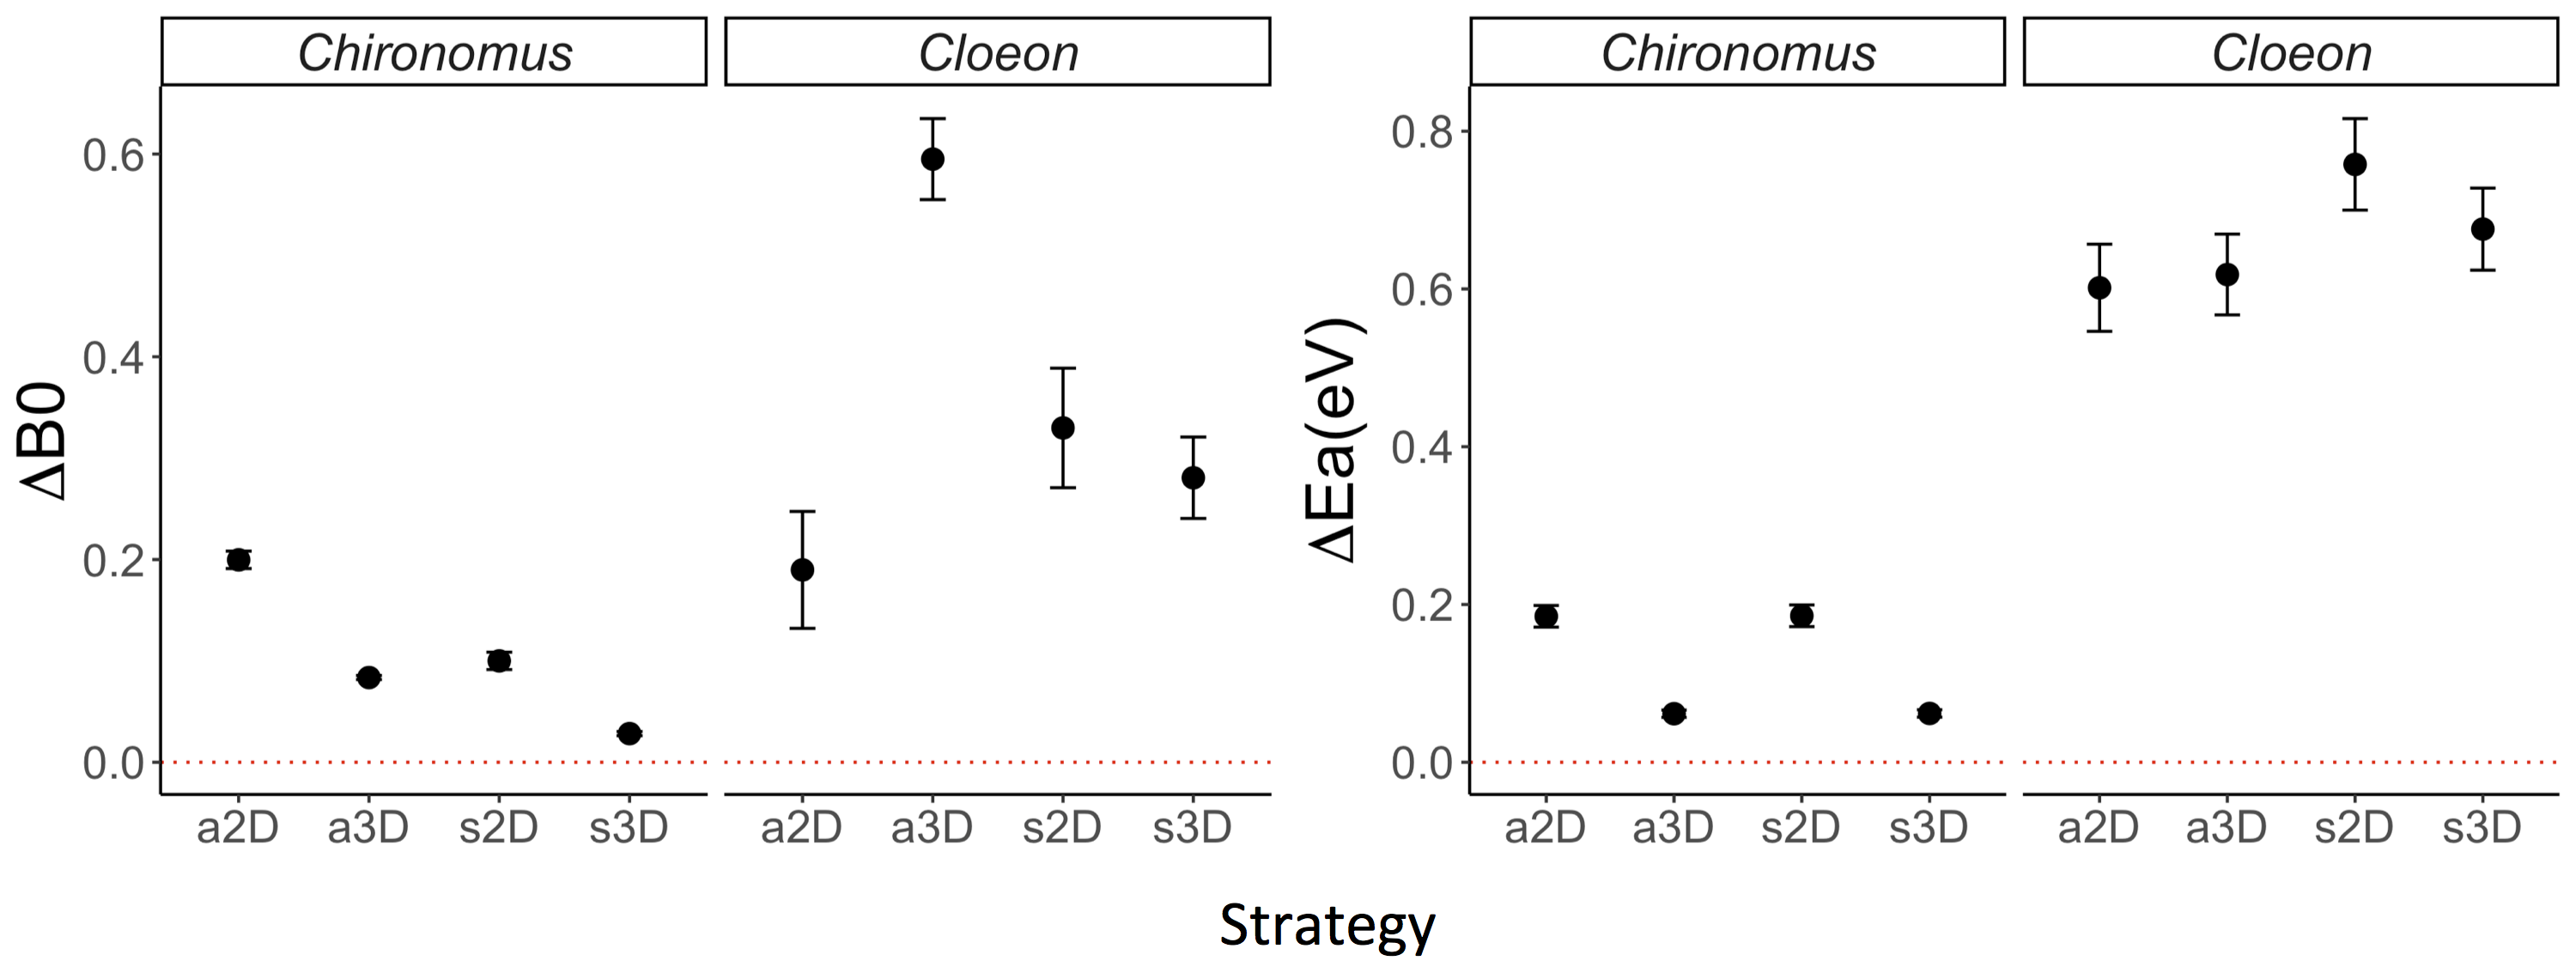 Chironomus Cloeon
ΔB0
0.6
0.4
0.2
0.0
a2D a3D s2D s3D a2D a3D s2D s3D
Chironomus Cloeon
ΔEa(eV)
0.8
0.6
0.4
0.2
0.0
a2D a3D s2D s3D a2D a3D s2D s3D
Strategy